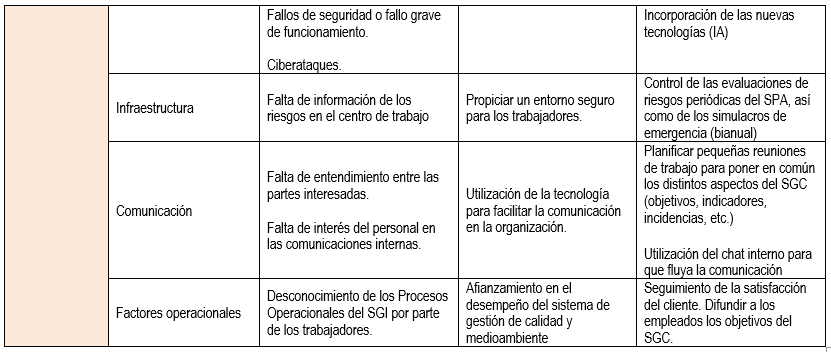 Fallos de seguridad o fallo grave
de funcionamiento.
Ciberataques.
Incorporación de las nuevas
tecnologías (IA)
Infraestructura
Falta de información de los
riesgos en el centro de trabajo
Propiciar un entorno seguro
para los trabajadores.
Control de las evaluaciones de
riesgos periódicas del SPA, así
como de los simulacros de
emergencia (bianual)
Comunicación
Falta de entendimiento entre las
partes interesadas.
Falta de interés del personal en
las comunicaciones internas.
Utilización de la tecnología
para facilitar la comunicación
en la organización.
Planificar pequeñas reuniones
de trabajo para poner en común
los distintos aspectos del SGC
(objetivos, indicadores,
incidencias, etc.)
Utilización del chat interno para
que fluya la comunicación
Factores operacionales
Desconocimiento de los Procesos
Operacionales del SGI por parte
de los trabajadores.
Afianzamiento en el
desempeño del sistema de
gestión de calidad y
medioambiente
Seguimiento de la satisfacción
del cliente. Difundir a los
empleados los objetivos del
SGC.